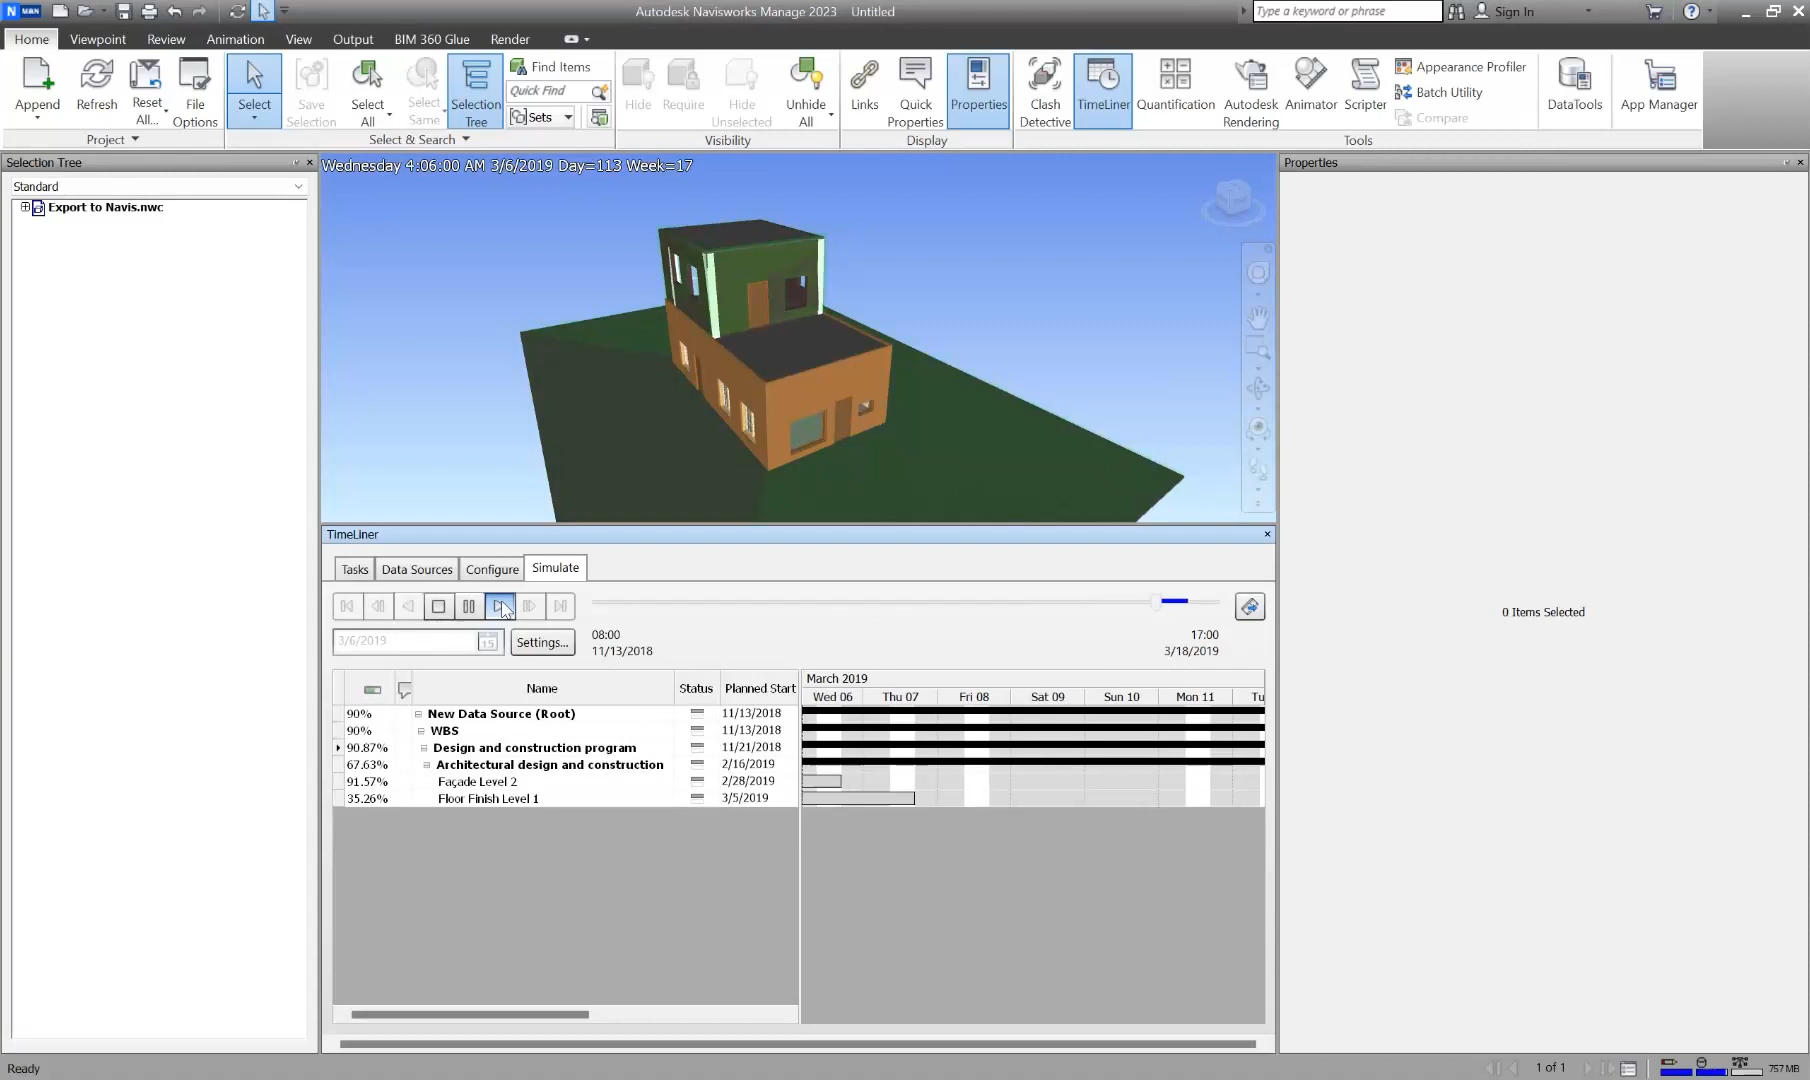 N MAN
Autodesk Navisworks Manage 2023 Untitled
Type a keyword or phrase
Sign In
Home Viewpoint Review Animation View Output BIM 360 Glue Render
Append
Refresh
Reset All...
File Options
Project
Select
Save Selection
Select All
Select Same
Selection Tree
Find Items
Quick Find
Sets
Select & Search
Hide
Require
Hide Unselected
Unhide All
Visibility
Links
Quick Properties
Properties
Display
Clash Detective
TimeLiner
Quantification
Autodesk Rendering
Animator
Scripter
Appearance Profiler
Batch Utility
Compare
Tools
DataTools
App Manager
Selection Tree
Standard
Export to Navis.nwc
Wednesday 4:06:00 AM 3/6/2019 Day=113 Week=17
Properties
0 Items Selected
TimeLiner
Tasks Data Sources Configure Simulate
3/6/2019
15
Settings...
08:00
11/13/2018
17:00
3/18/2019
Name Status Planned Start
March 2019
Wed 06 Thu 07 Fri 08 Sat 09 Sun 10 Mon 11 Tu
90% New Data Source (Root) 11/13/2018
90% WBS 11/13/2018
90.87% Design and construction program 11/21/2018
67.63% Architectural design and construction 2/16/2019
91.57% Façade Level 2 2/28/2019
35.26% Floor Finish Level 1 3/5/2019
Ready
1 of 1
757 MB